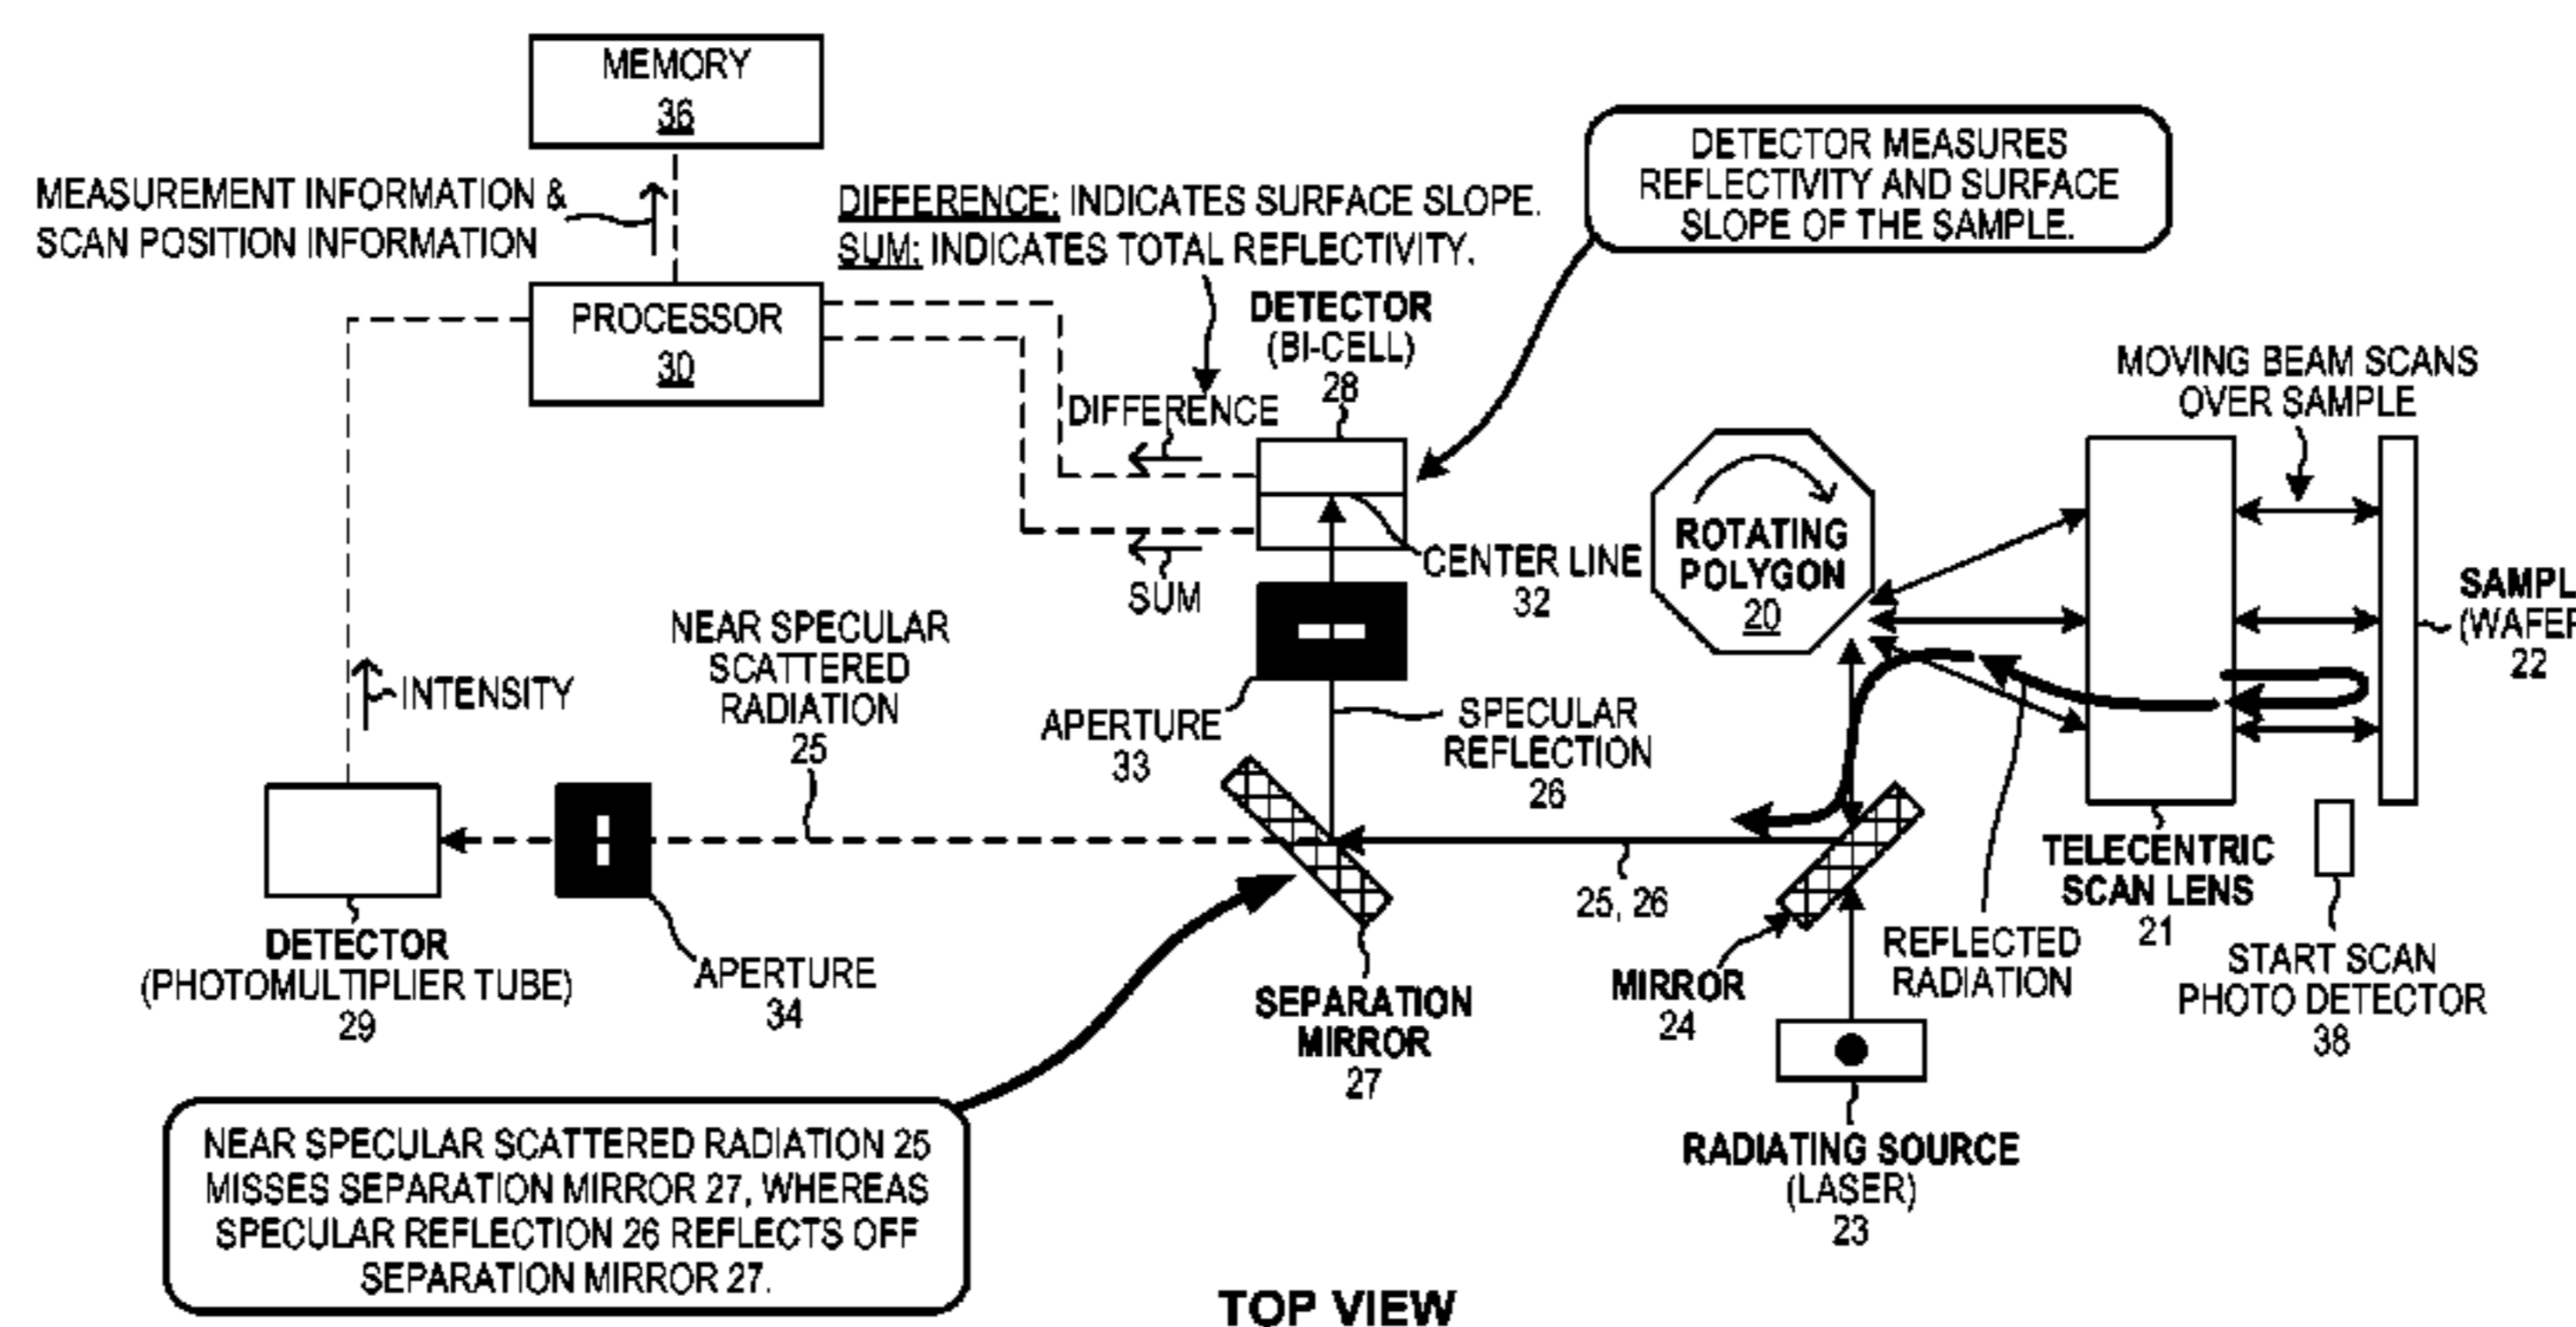 MEMORY
36
MEASUREMENT INFORMATION &
SCAN POSITION INFORMATION
DIFFERENCE: INDICATES SURFACE SLOPE.
SUM: INDICATES TOTAL REFLECTIVITY.
DETECTOR MEASURES
REFLECTIVITY AND SURFACE
SLOPE OF THE SAMPLE.
PROCESSOR
30
DETECTOR
(BI-CELL)
28
DIFFERENCE
SUM
CENTER LINE
32
ROTATING
POLYGON
20
MOVING BEAM SCANS
OVER SAMPLE
SAMPL
(WAFER
22
NEAR SPECULAR
SCATTERED
RADIATION
25
INTENSITY
APERTURE
33
SPECULAR
REFLECTION
26
DETECTOR
(PHOTOMULTIPLIER TUBE)
29
APERTURE
34
SEPARATION
MIRROR
27
25, 26
MIRROR
24
REFLECTED
RADIATION
TELECENTRIC
SCAN LENS
21
START SCAN
PHOTO DETECTOR
38
RADIATING SOURCE
(LASER)
23
NEAR SPECULAR SCATTERED RADIATION 25
MISSES SEPARATION MIRROR 27, WHEREAS
SPECULAR REFLECTION 26 REFLECTS OFF
SEPARATION MIRROR 27.
TOP VIEW